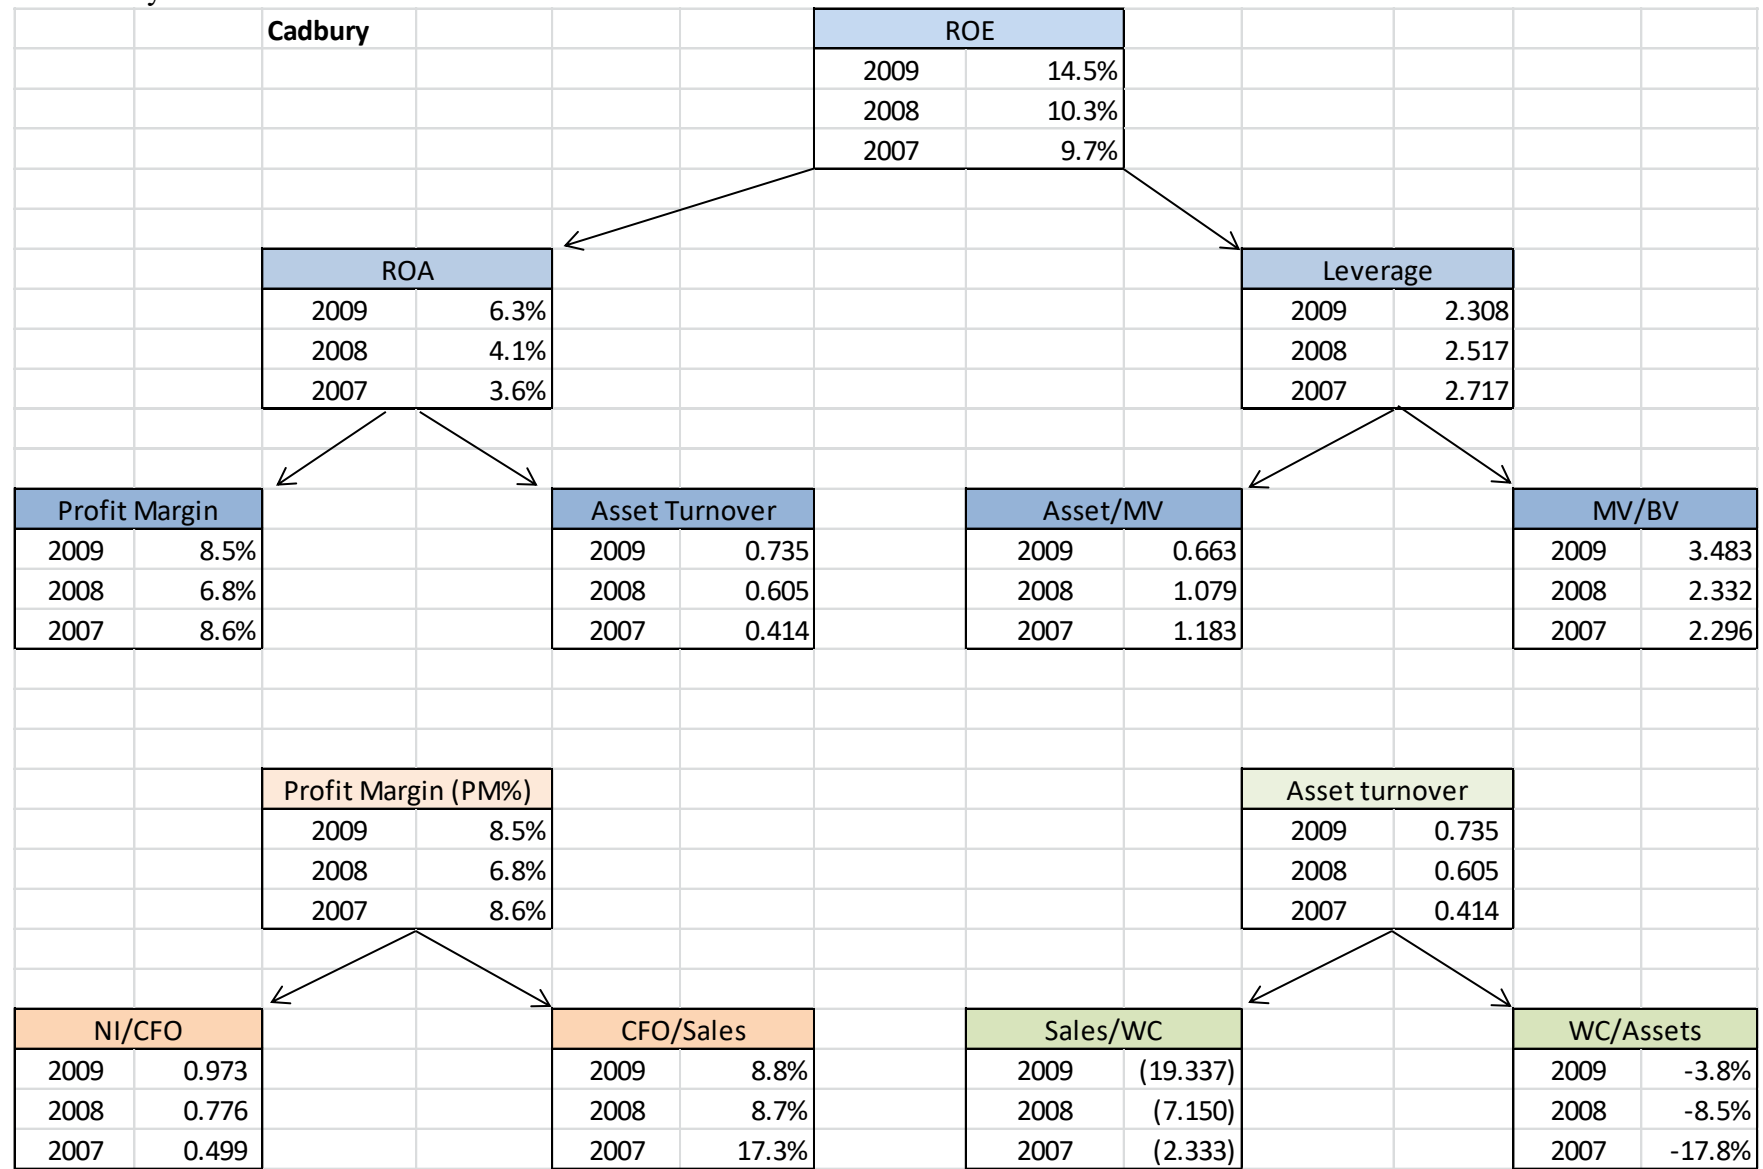 Cadbury ROE
2009 14.5%
2008 10.3%
2007 9.7%
ROA Leverage
2009 6.3% 2009 2.308
2008 4.1% 2008 2.517
2007 3.6% 2007 2.717
Profit Margin Asset Turnover Asset/MV MV/BV
2009 8.5% 2009 0.735 2009 0.663 2009 3.483
2008 6.8% 2008 0.605 2008 1.079 2008 2.332
2007 8.6% 2007 0.414 2007 1.183 2007 2.296
Profit Margin (PM%) Asset turnover
2009 8.5% 2009 0.735
2008 6.8% 2008 0.605
2007 8.6% 2007 0.414
NI/CFO CFO/Sales Sales/WC WC/Assets
2009 0.973 2009 8.8% 2009 (19.337) 2009 -3.8%
2008 0.776 2008 8.7% 2008 (7.150) 2008 -8.5%
2007 0.499 2007 17.3% 2007 (2.333) 2007 -17.8%